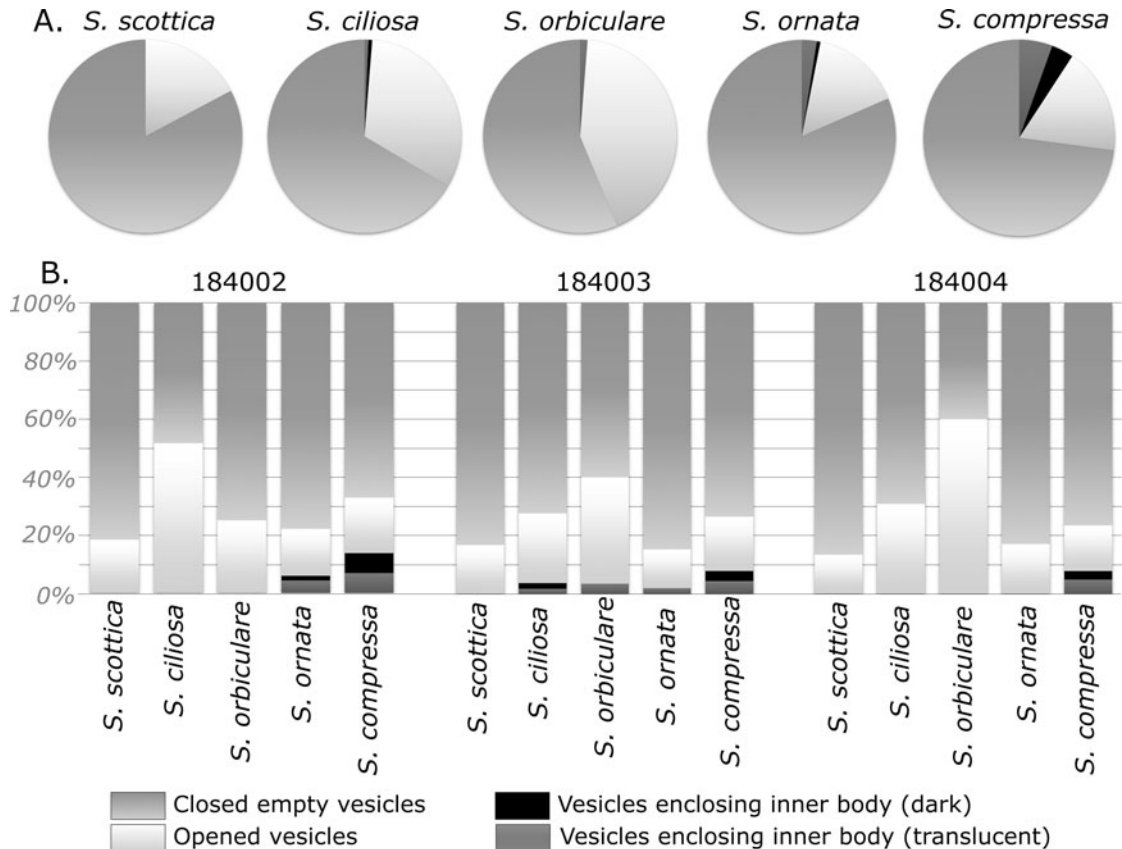 A.
S. scottica S. ciliosa S. orbiculare S. ornata S. compressa
B.
184002 184003 184004
100%
80%
60%
40%
20%
0%
S. scottica S. ciliosa S. orbiculare S. ornata S. compressa S. scottica S. ciliosa S. orbiculare S. ornata S. compressa S. scottica S. ciliosa S. orbiculare S. ornata S. compressa
Closed empty vesicles Vesicles enclosing inner body (dark)
Opened vesicles Vesicles enclosing inner body (translucent)